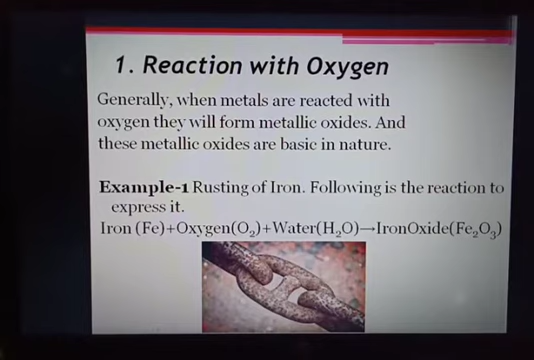 1. Reaction with Oxygen
Generally, when metals are reacted with
oxygen they will form metallic oxides. And
these metallic oxides are basic in nature.
Example-1 Rusting of Iron. Following is the reaction to
express it.
Iron (Fe)+Oxygen(O₂)+Water(H₂O)→IronOxide(Fe₂O₃)